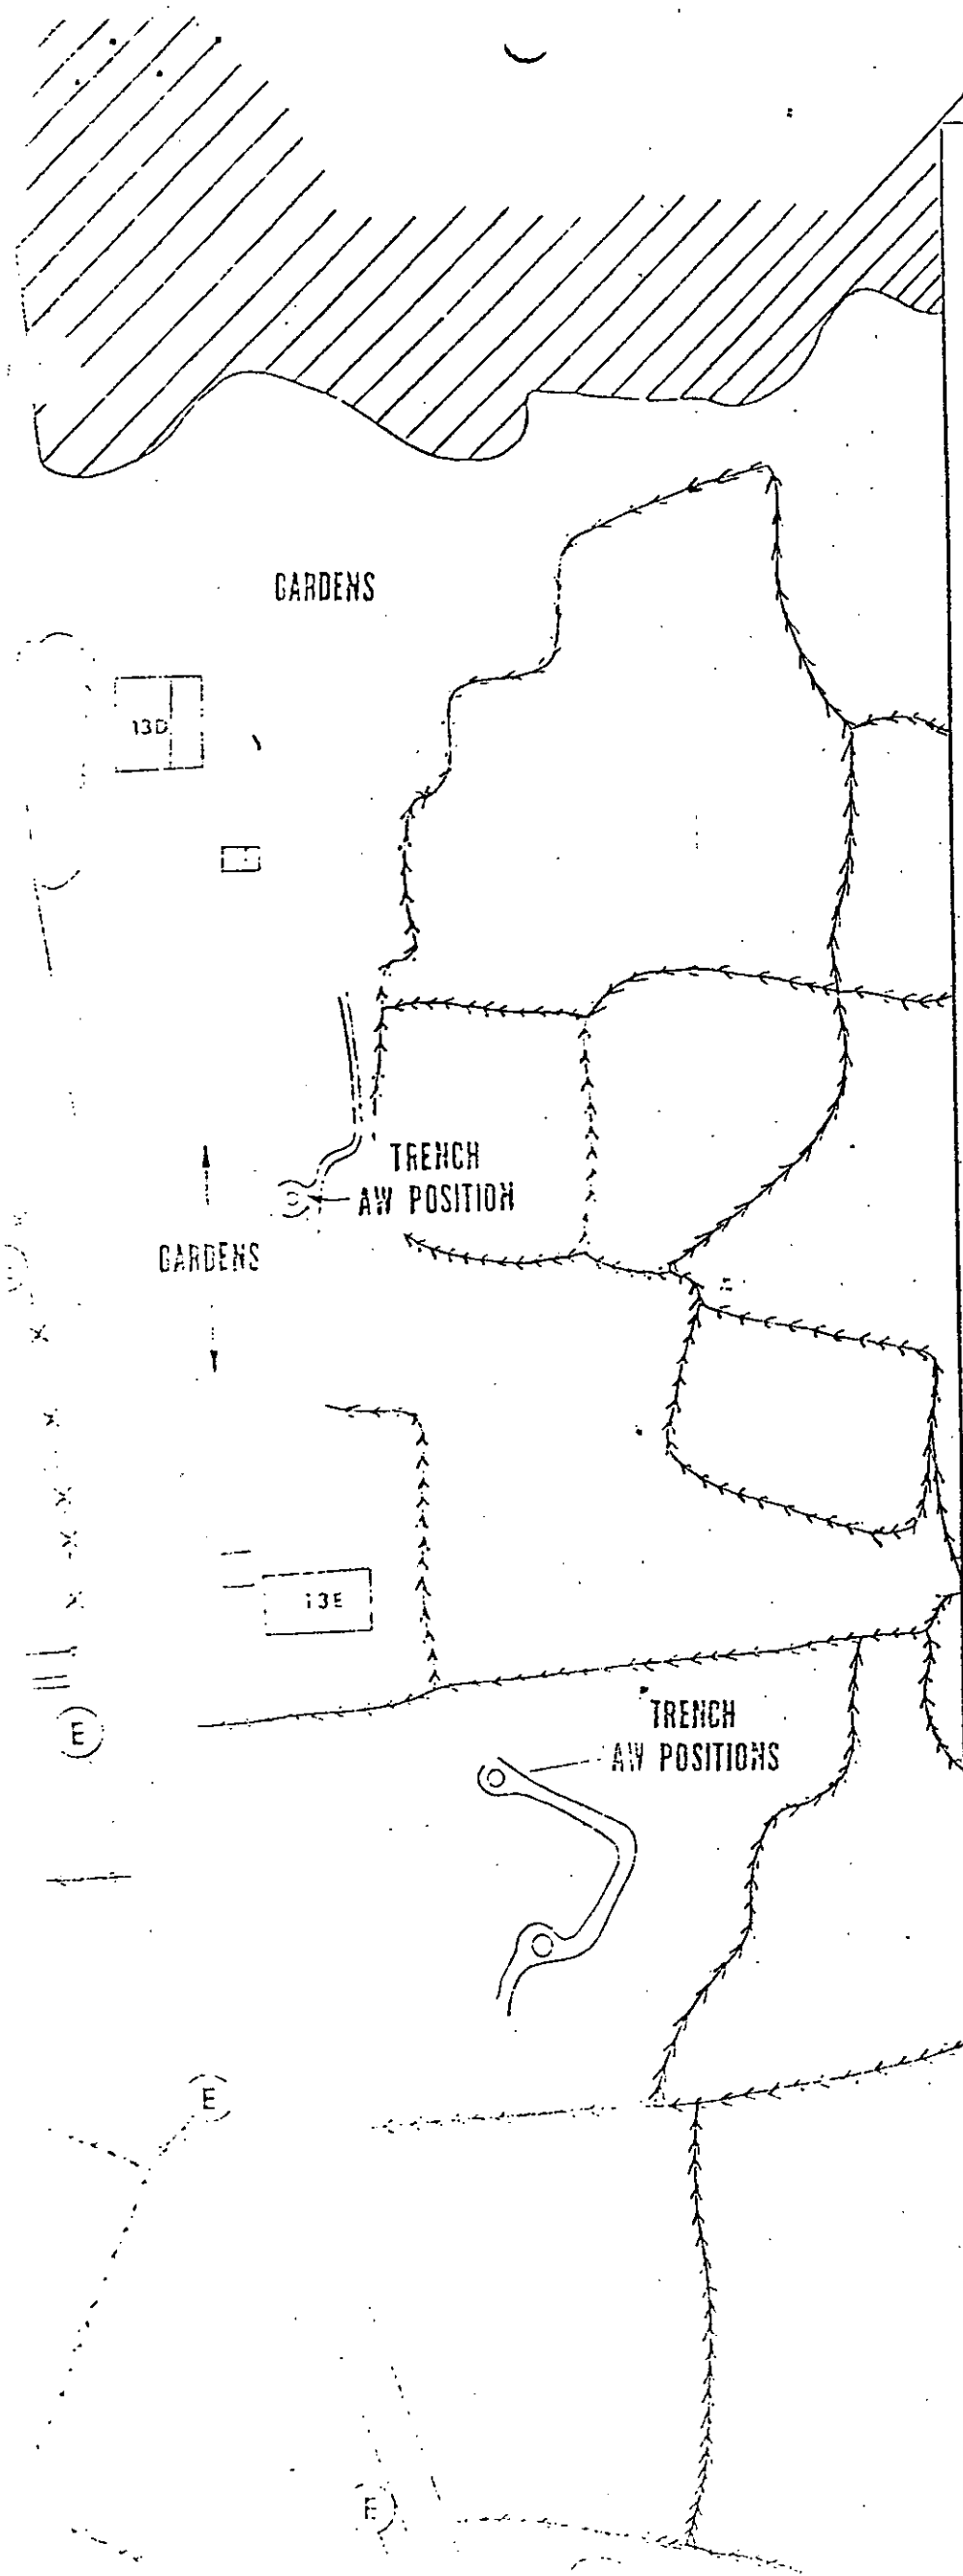 GARDENS
13D
TRENCH
AW POSITION
GARDENS
13E
E
TRENCH
AW POSITIONS
E
E